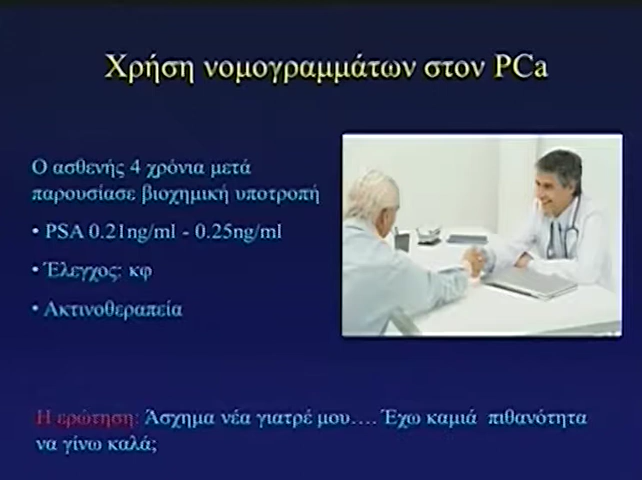 Χρήση νομογραμμάτων στον PCa
Ο ασθενής 4 χρόνια μετά
παρουσίασε βιοχημική υποτροπή
• PSA 0.21ng/ml - 0.25ng/ml
• Έλεγχος: κφ
• Ακτινοθεραπεία
Η ερώτηση: Άσχημα νέα γιατρέ μου…. Έχω καμιά πιθανότητα
να γίνω καλά;